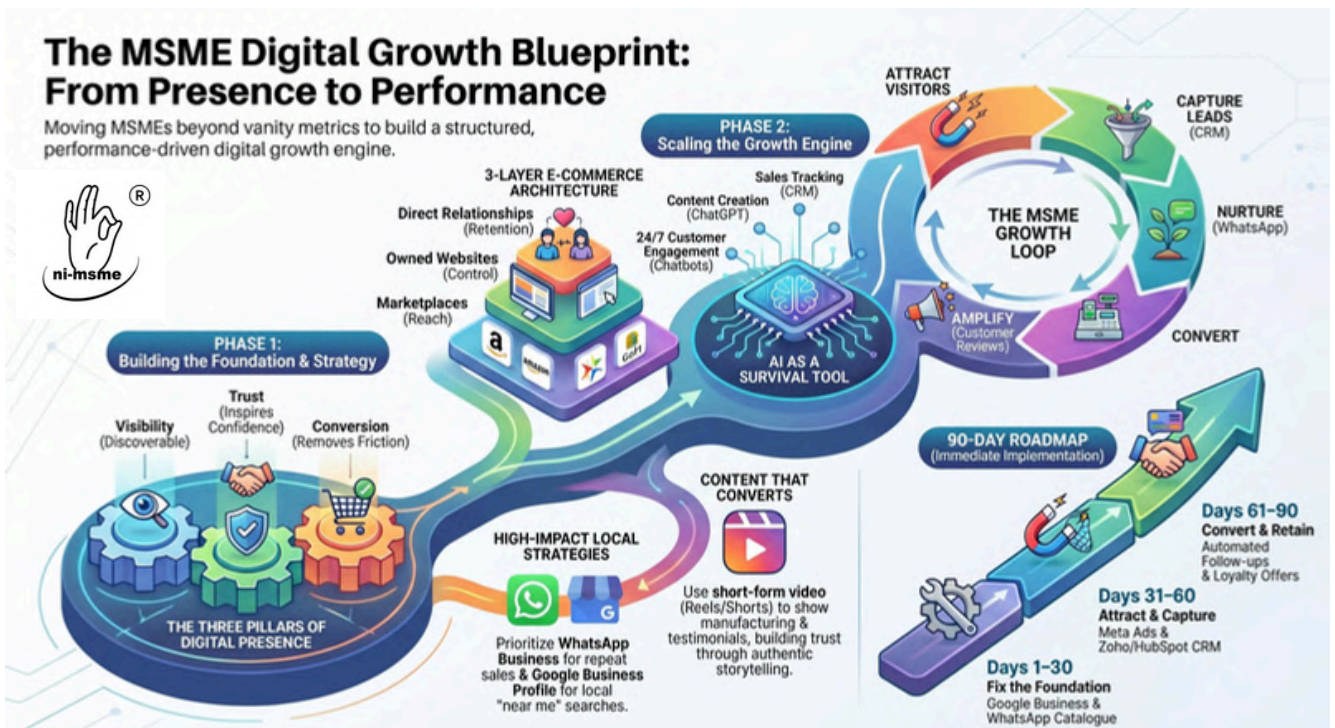 The MSME Digital Growth Blueprint:
From Presence to Performance
Moving MSMEs beyond vanity metrics to build a structured,
performance-driven digital growth engine.
®
ni-msme
PHASE 1:
Building the Foundation & Strategy
Visibility
(Discoverable)
Trust
(Inspires
Confidence)
Conversion
(Removes Friction)
THE THREE PILLARS OF
DIGITAL PRESENCE
3-LAYER E-COMMERCE
ARCHITECTURE
Direct Relationships
(Retention)
Owned Websites
(Control)
Marketplaces
(Reach)
a
amazon
GeM
HIGH-IMPACT LOCAL
STRATEGIES
G
Prioritize WhatsApp
Business for repeat
sales & Google Business
Profile for local
"near me" searches.
CONTENT THAT
CONVERTS
Use short-form video
(Reels/Shorts) to show
manufacturing &
testimonials, building trust
through authentic
storytelling.
PHASE 2:
Scaling the Growth Engine
Sales Tracking
(CRM)
Content Creation
(ChatGPT)
24/7 Customer
Engagement
(Chatbots)
AI AS A
SURVIVAL TOOL
THE MSME
GROWTH
LOOP
ATTRACT
VISITORS
CAPTURE
LEADS
(CRM)
NURTURE
(WhatsApp)
CONVERT
AMPLIFY
(Customer
Reviews)
90-DAY ROADMAP
(Immediate Implementation)
Days 1–30
Fix the Foundation
Google Business &
WhatsApp Catalogue
Days 31–60
Attract & Capture
Meta Ads &
Zoho/HubSpot CRM
Days 61–90
Convert & Retain
Automated
Follow-ups
& Loyalty Offers